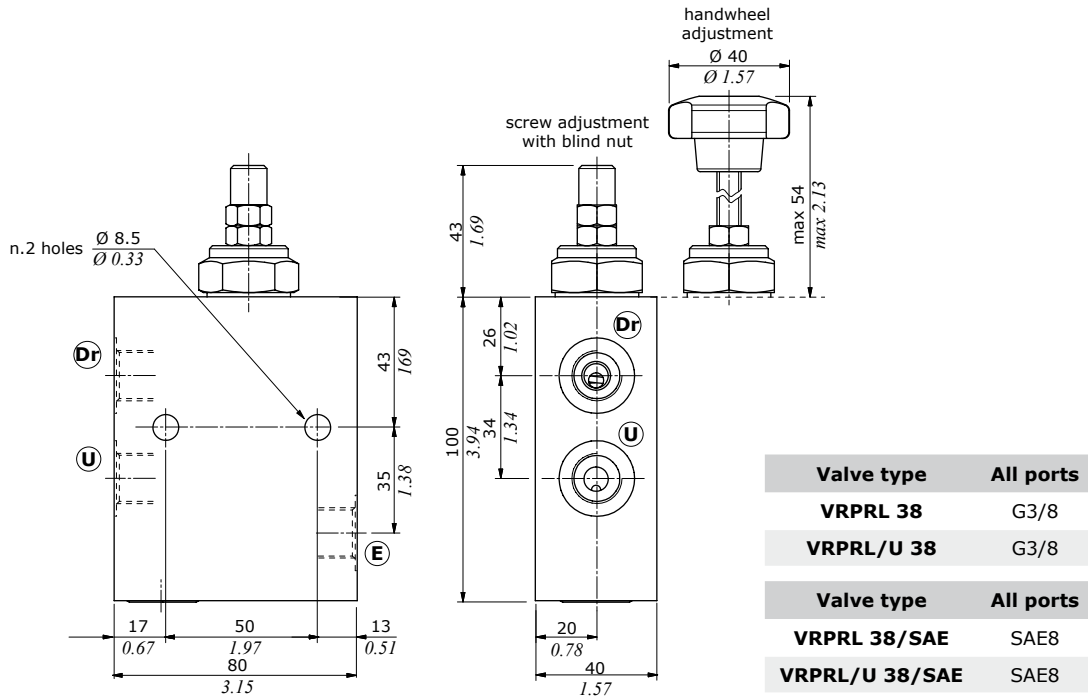 handwheel
adjustment
Ø 40
Ø 1.57
screw adjustment
with blind nut
max 54
max 2.13
43
1.69
n.2 holes
Ø 8.5
Ø 0.33
Dr
U
E
43
169
35
1.38
17
0.67
50
1.97
13
0.51
80
3.15
Dr
U
26
1.02
34
1.34
100
3.94
20
0.78
40
1.57
Valve type All ports
VRPRL 38 G3/8
VRPRL/U 38 G3/8
Valve type All ports
VRPRL 38/SAE SAE8
VRPRL/U 38/SAE SAE8